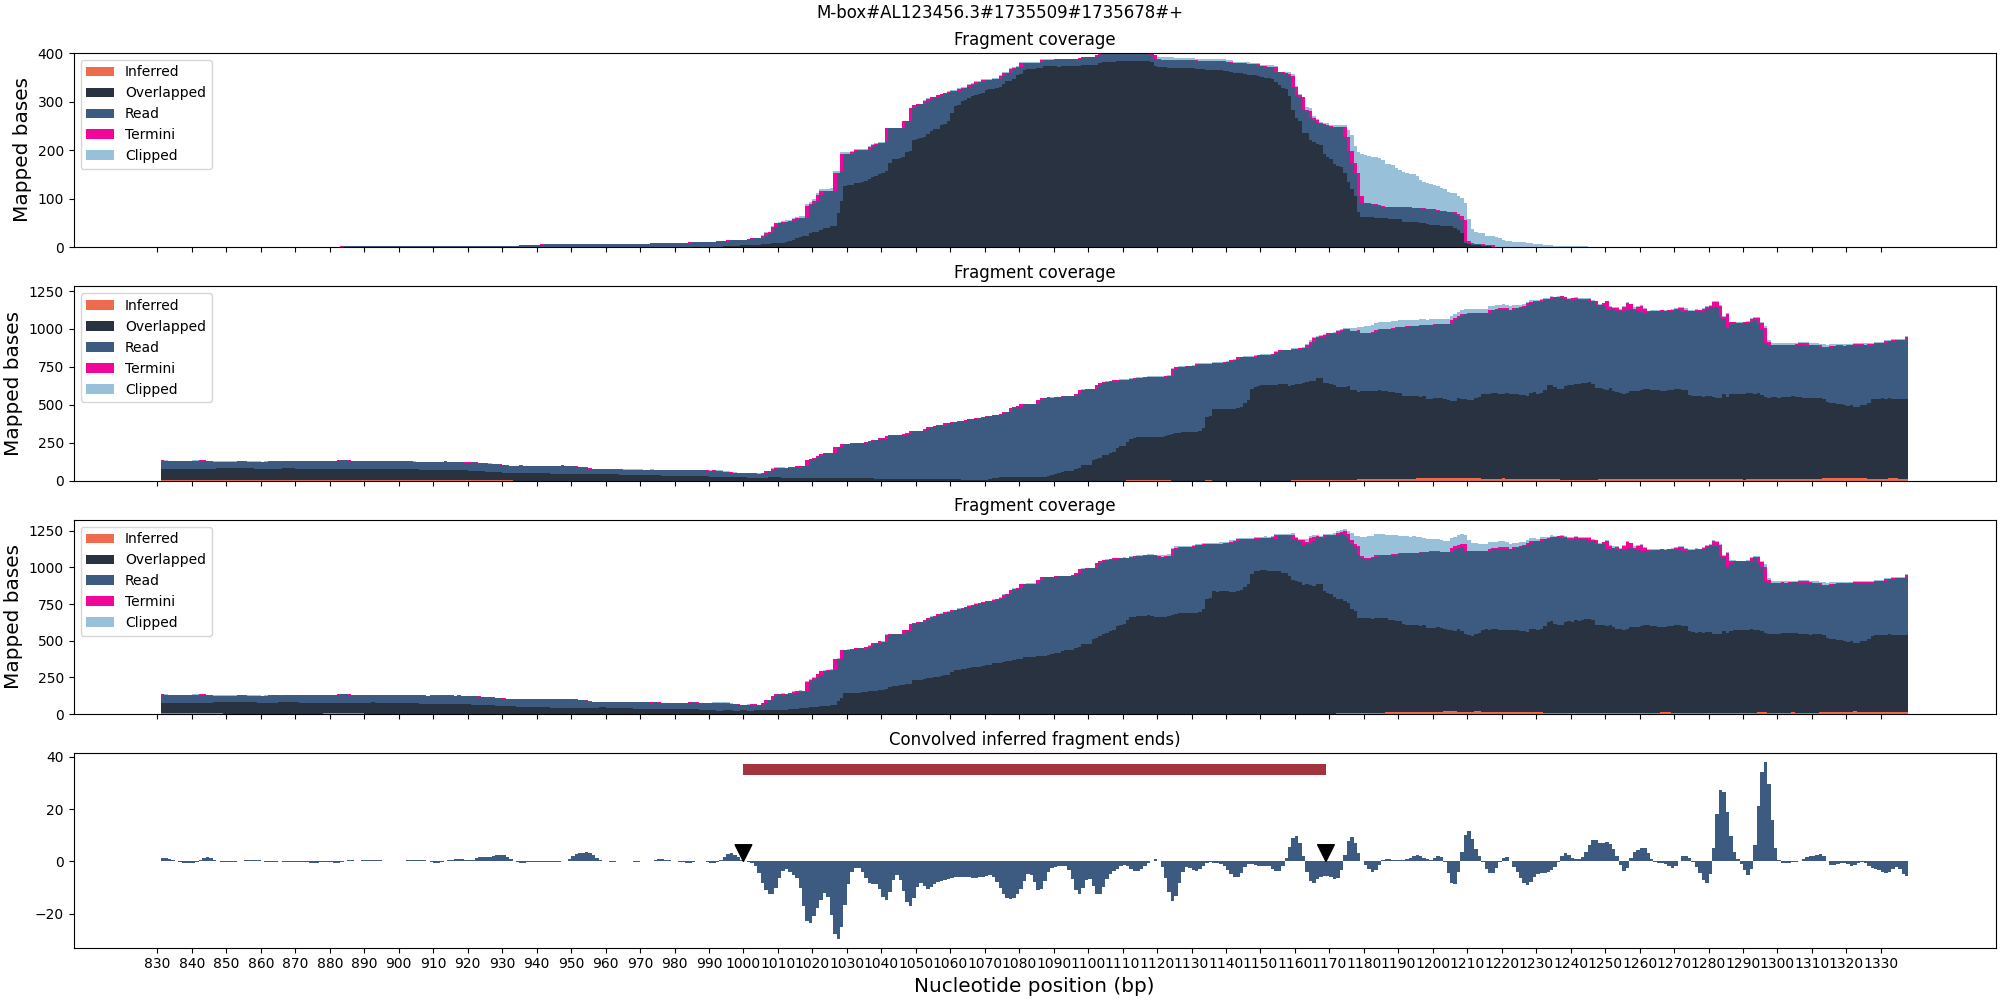 M-box#AL123456.3#1735509#1735678#+
Fragment coverage
400
300
200
100
0
Mapped bases
Inferred
Overlapped
Read
Termini
Clipped
Fragment coverage
1250
1000
750
500
250
0
Mapped bases
Inferred
Overlapped
Read
Termini
Clipped
Fragment coverage
1250
1000
750
500
250
0
Mapped bases
Inferred
Overlapped
Read
Termini
Clipped
Convolved inferred fragment ends)
40
20
0
−20
830 840 850 860 870 880 890 900 910 920 930 940 950 960 970 980 990 1000 1010 1020 1030 1040 1050 1060 1070 1080 1090 1100 1110 1120 1130 1140 1150 1160 1170 1180 1190 1200 1210 1220 1230 1240 1250 1260 1270 1280 1290 1300 1310 1320 1330
Nucleotide position (bp)